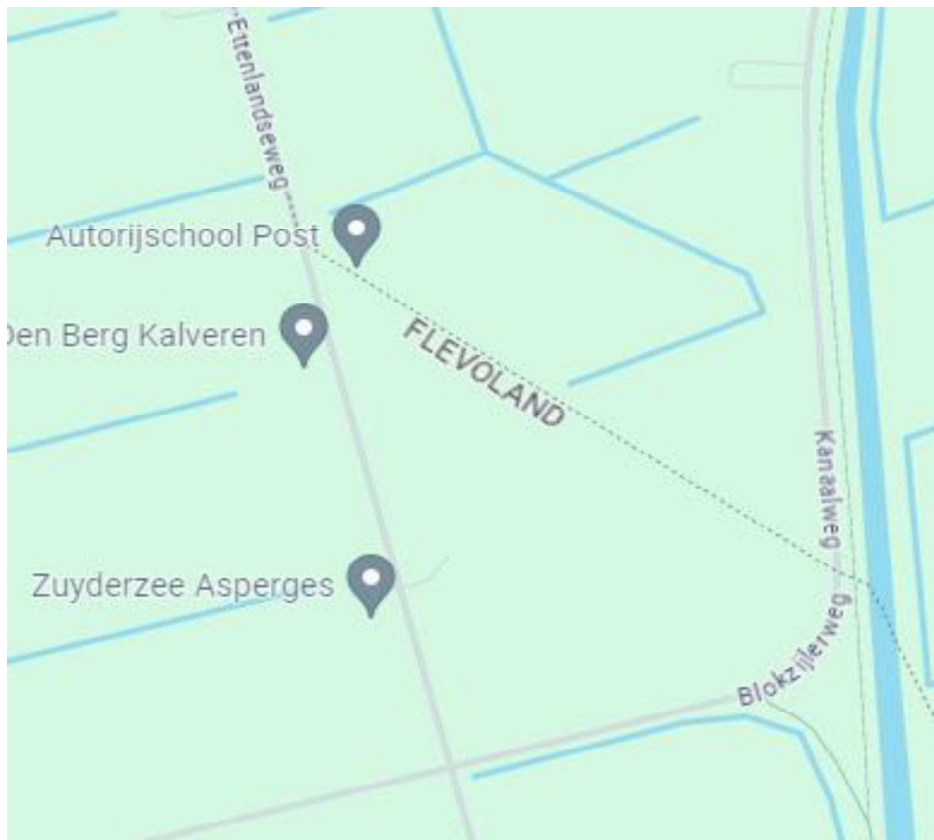 Ettenlandseweg
Autorijschool Post
Den Berg Kalveren
FLEVOLAND
Kanaalweg
Zuyderzee Asperges
Blokzijlerweg